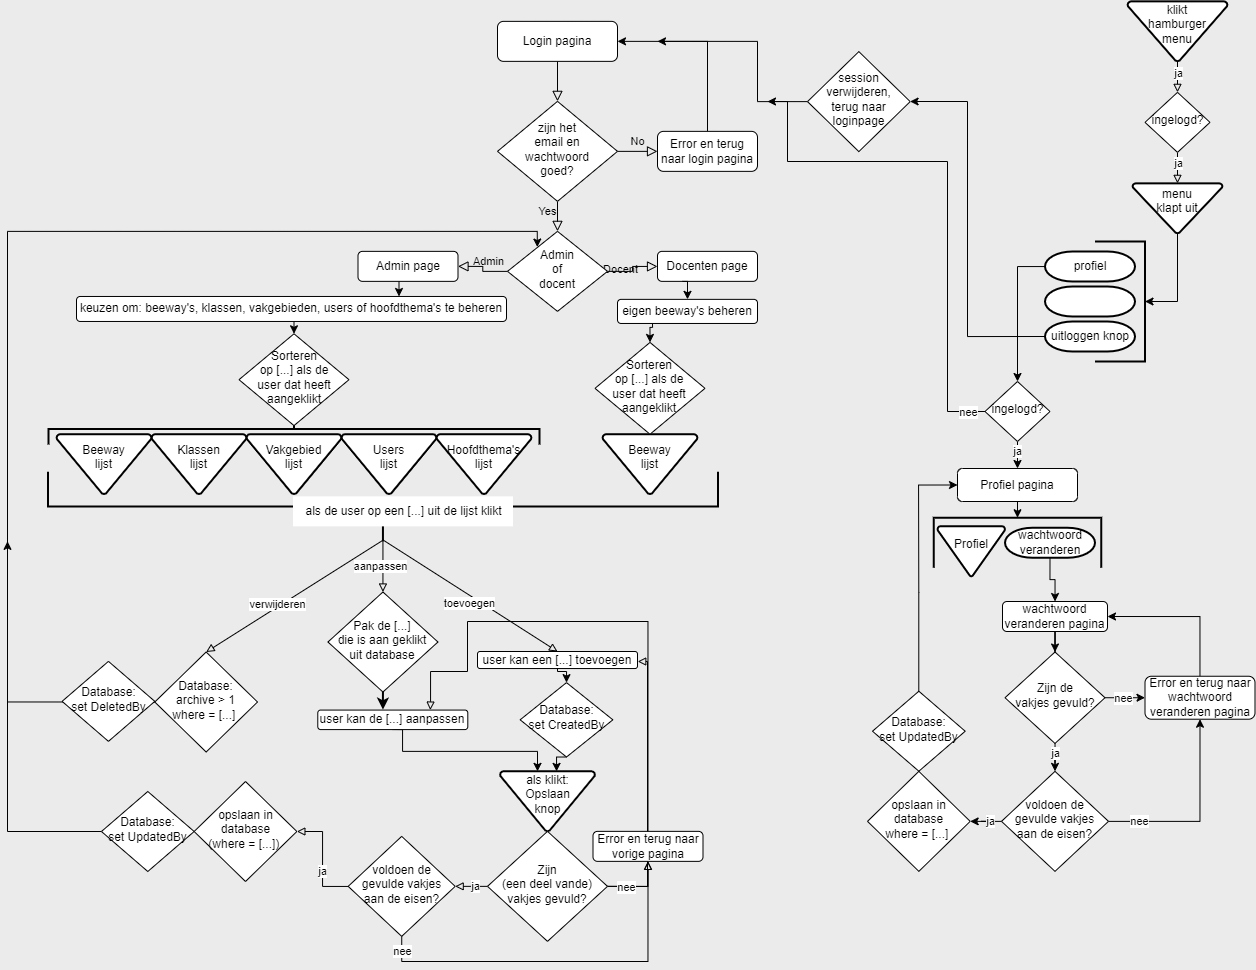 klikt
hamburger
menu
ja
ingelogd?
ja
menu
klapt uit
profiel
uitloggen knop
Login pagina
zijn het
email en
wachtwoord
goed?
No
Error en terug
naar login pagina
session
verwijderen,
terug naar
loginpage
Yes
Admin
of
docent
Admin
Docent
Admin page
Docenten page
keuzen om: beeway's, klassen, vakgebieden, users of hoofdthema's te beheren
eigen beeway's beheren
Sorteren
op [...] als de
user dat heeft
aangeklikt
Sorteren
op [...] als de
user dat heeft
aangeklikt
Beeway
lijst
Klassen
lijst
Vakgebied
lijst
Users
lijst
Hoofdthema's
lijst
Beeway
lijst
als de user op een [...] uit de lijst klikt
verwijderen
aanpassen
toevoegen
Database:
set DeletedBy
Database:
archive > 1
where = [...]
Pak de [...]
die is aan geklikt
uit database
user kan de [...] aanpassen
user kan een [...] toevoegen
Database:
set CreatedBy
als klikt:
Opslaan
knop
Zijn
(een deel vande)
vakjes gevuld?
nee
Error en terug naar
vorige pagina
ja
voldoen de
gevulde vakjes
aan de eisen?
nee
ja
opslaan in
database
(where = [...])
Database:
set UpdatedBy
ingelogd?
nee
ja
Profiel pagina
Profiel
wachtwoord
veranderen
wachtwoord
veranderen pagina
Zijn de
vakjes gevuld?
nee
Error en terug naar
wachtwoord
veranderen pagina
ja
voldoen de
gevulde vakjes
aan de eisen?
nee
ja
opslaan in
database
where = [...]
Database:
set UpdatedBy